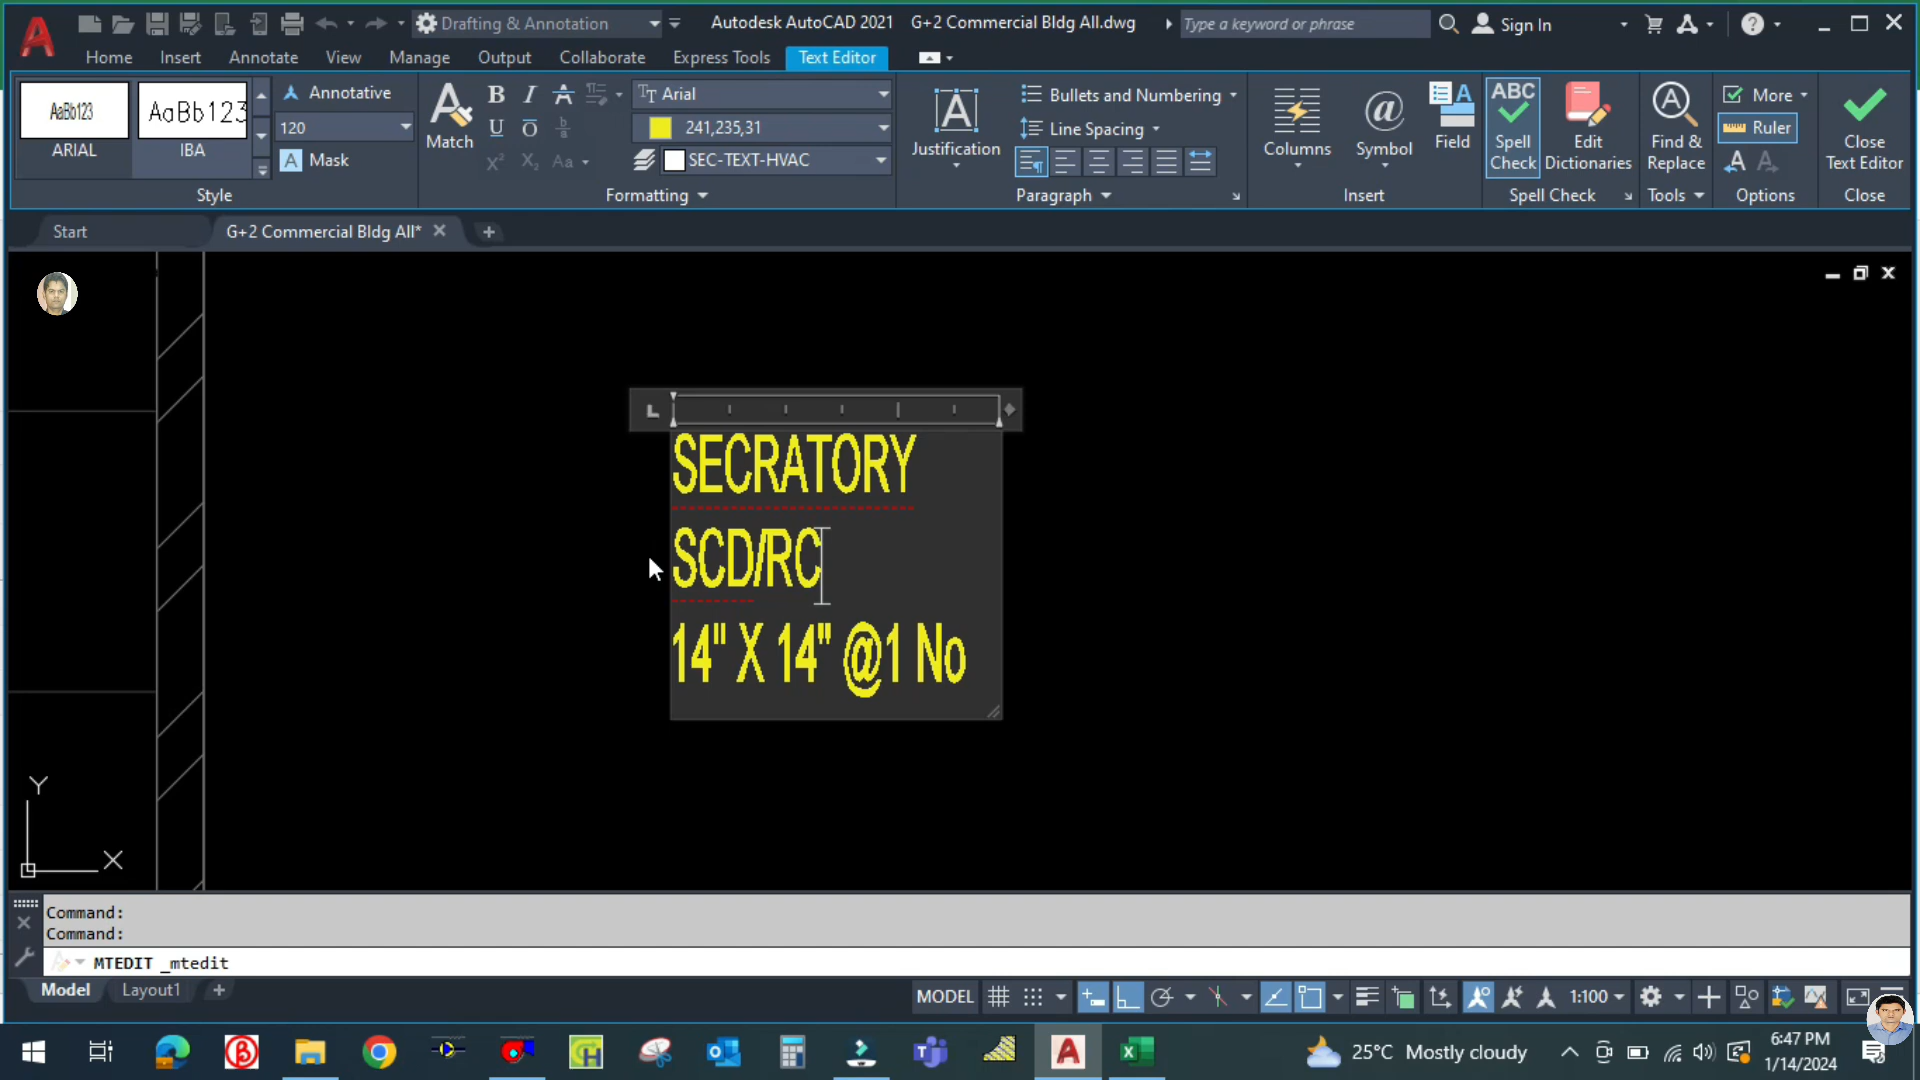 Drafting & Annotation
Autodesk AutoCAD 2021 G+2 Commercial Bldg All.dwg
Type a keyword or phrase
Sign In
Home Insert Annotate View Manage Output Collaborate Express Tools Text Editor
AaBb123
ARIAL
AaBb123
IBA
Annotative
120
Mask
Style
Match
Arial
241,235,31
SEC-TEXT-HVAC
Formatting
Justification
Bullets and Numbering
Line Spacing
Paragraph
Columns
Symbol
Field
Insert
ABC
Spell Check
Edit Dictionaries
Spell Check
Find & Replace
Tools
More
Ruler
Options
Close Text Editor
Close
Start
G+2 Commercial Bldg All*
SECRATORY
SCD/RC
14" X 14" @1 No
Y
X
Command:
Command:
MTEDIT _mtedit
Model Layout1
MODEL
1:100
25°C Mostly cloudy
6:47 PM
1/14/2024